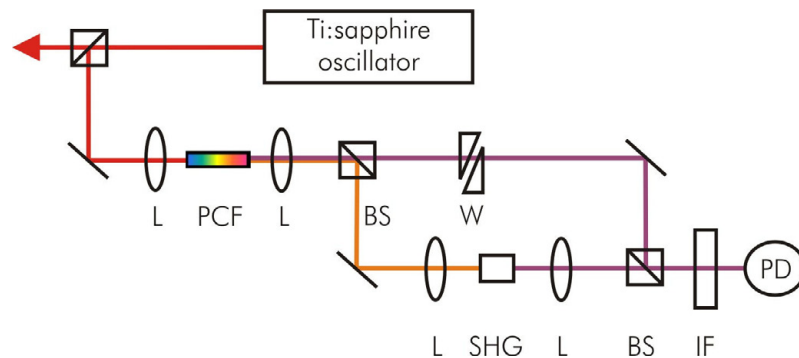 Ti:sapphire
oscillator
L
PCF
L
BS
W
PD
L
SHG
L
BS
IF